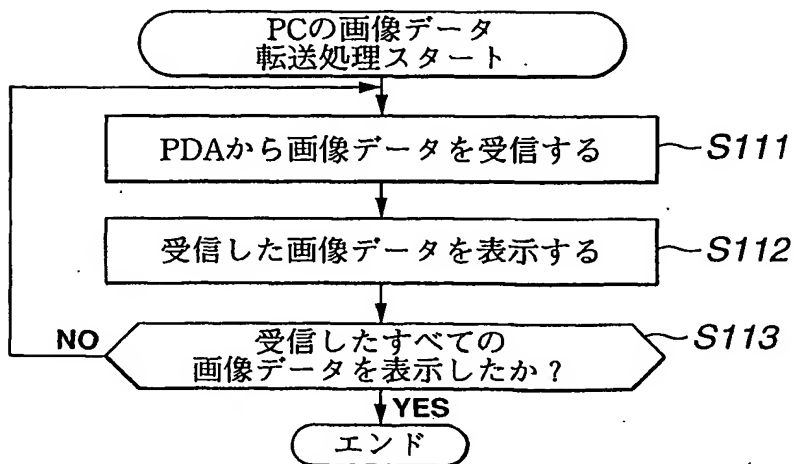 PCの画像データ
転送処理スタート
PDAから画像データを受信する
S111
受信した画像データを表示する
S112
受信したすべての
画像データを表示したか?
S113
NO
YES
エンド